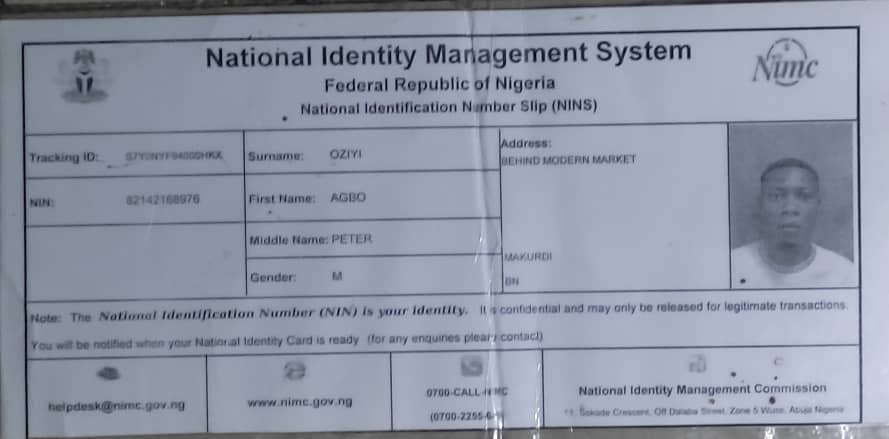 National Identity Management System
Federal Republic of Nigeria
National Identification Number Slip (NINS)
Nimc
Tracking ID:
Surname: OZIYI
Address:
BEHIND MODERN MARKET
NIN: 82142168976
First Name: AGBO
Middle Name: PETER
MAKURDI
Gender: M
BN
Note: The National Identification Number (NIN) is your identity. It is confidential and may only be released for legitimate transactions.
You will be notified when your National Identity Card is ready (for any enquiries please contact)
helpdesk@nimc.gov.ng
www.nimc.gov.ng
0700-CALL-NIMC
(0700-2255-
National Identity Management Commission
Sokode Crescent, Off Dalaba Street, Zone 5 Wuse, Abuja Nigeria